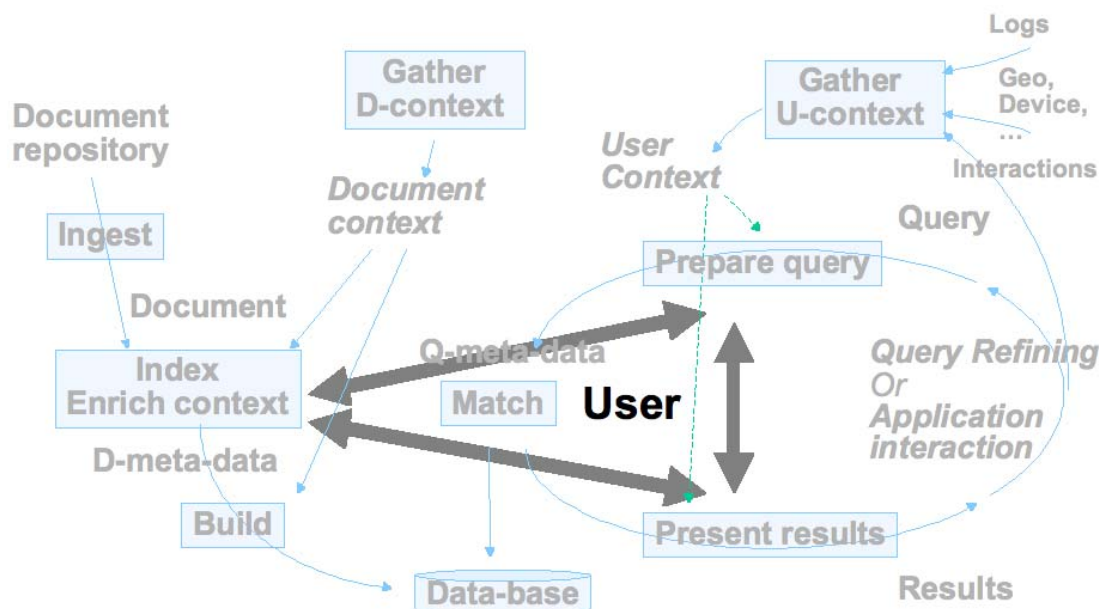 Logs
Gather
D-context
Gather
U-context
Geo,
Device,
...
Document
repository
User
Context
Interactions
Document
context
Query
Ingest
Prepare query
Document
Q-meta-data
Query Refining
Or
Application
interaction
Index
Enrich context
Match
User
D-meta-data
Build
Present results
Data-base
Results